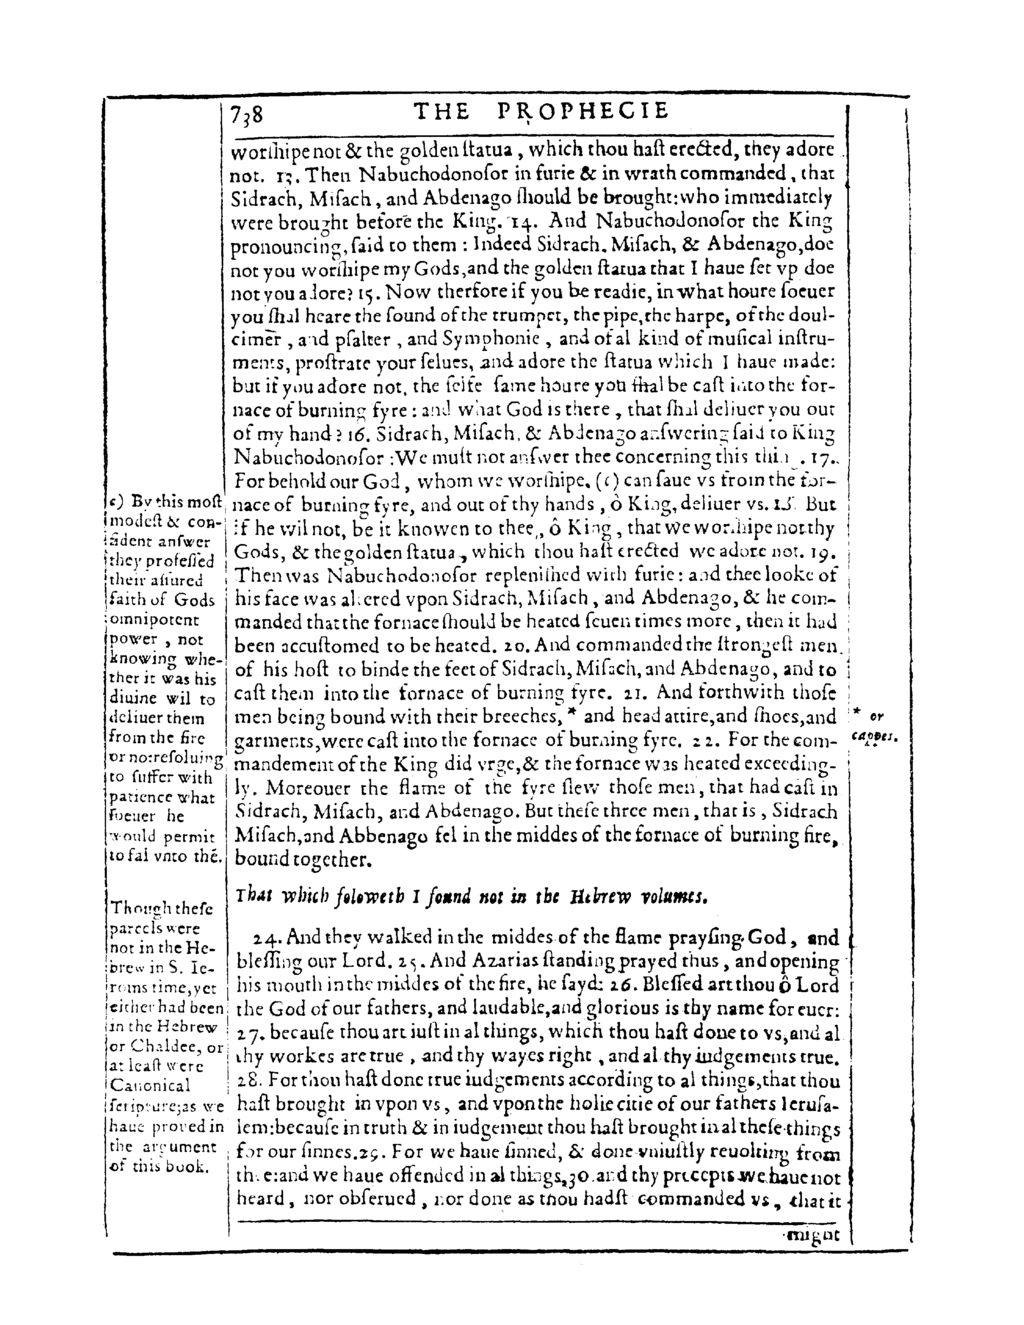 738 THE PROPHECIE
worſhipe not & the golden ſtatua, which thou haſt erected, they adore
not. 13. Then Nabuchodonoſor in furie & in wrath commanded, that
Sidrach, Miſach, and Abdenago ſhould be brought: who immediately
were brought before the King. 14. And Nabuchodonoſor the King
pronouncing, ſaid to them: Indeed Sidrach, Miſach, & Abdenago, doe
not you worſhipe my Gods, and the golden ſtatua that I haue ſet vp doe
not you adore? 15. Now therfore if you be readie, in what houre ſoeuer
you ſhal heare the ſound of the trumpet, the pipe, the harpe, of the doul-
cimer, and pſalter, and Symphonie, and of al kind of muſical inſtru-
ments, proſtrate your ſelues, and adore the ſtatua which I haue made:
but if you adore not, the ſelfe ſame houre you ſhal be caſt into the for-
nace of burning fyre: and what God is there, that ſhal deliuer you out
of my hand? 16. Sidrach, Miſach, & Abdenago anſwering ſaid to King
Nabuchodonoſor: We muſt not anſwer thee concerning this . 17.
For behold our God, whom we worſhipe, (c) can ſaue vs from the for-
nace of burning fyre, and out of thy hands, ô King, deliuer vs. 18. But
if he wil not, be it knowen to thee, ô King, that we worſhipe not thy
Gods, & the golden ſtatua, which thou haſt erected we adore not. 19.
Then was Nabuchodonoſor repleniſhed with furie: and thee looke of
his face was altered vpon Sidrach, Miſach, and Abdenago, & he com-
manded that the fornace ſhould be heated ſeuen times more, then it had
been accuſtomed to be heated. 20. And commanded the ſtrongeſt men
of his hoſt to binde the feet of Sidrach, Miſach, and Abdenago, and to
caſt them into the fornace of burning fyre. 21. And forthwith thoſe
men being bound with their breeches, * and head attire, and ſhoes, and
garments, were caſt into the fornace of burning fyre. 22. For the com-
mandement of the King did vrge, & the fornace was heated exceeding-
ly. Moreouer the flame of the fyre ſlew thoſe men, that had caſt in
Sidrach, Miſach, and Abdenago. But theſe three men, that is, Sidrach
Miſach, and Abbenago fel in the middes of the fornace of burning fire,
bound together.
That which foloweth I found not in the Hebrew volumes.
24. And they walked in the middes of the flame prayſing God, and
bleſſing our Lord. 25. And Azarias ſtanding prayed thus, and opening
his mouth in the middes of the fire, he ſayd: 26. Bleſſed art thou ô Lord
the God of our fathers, and laudable, and glorious is thy name for euer:
27. becauſe thou art iuſt in al things, which thou haſt done to vs, and al
thy workes are true, and thy wayes right, and al thy iudgements true.
28. For thou haſt done true iudgements according to al things, that thou
haſt brought in vpon vs, and vpon the holie citie of our fathers Ieruſa-
lem: becauſe in truth & in iudgement thou haſt brought in al theſe things
for our ſinnes. 29. For we haue ſinned, & done vniuſtly reuolting from
thee: and we haue offended in al things, 30. and thy precepts we haue not
heard, nor obſerued, nor done as thou hadſt commanded vs, that it
might
c) By this moſt
modeſt & con-
fident anſwer
they profeſſed
their aſſured
faith of Gods
omnipotent
power, not
knowing whe-
ther it was his
diuine wil to
deliuer them
from the fire
or not: reſoluing
to ſuffer with
patience what
ſoeuer he
would permit
to fal vnto thẽ.
Though theſe
parcels were
not in the He-
brew in S. Ie-
roms time, yet
either had been
in the Hebrew
or Chaldee, or
at leaſt were
Canonical
ſcripture; as we
haue proued in
the argument
of this book.
* or
cappes.